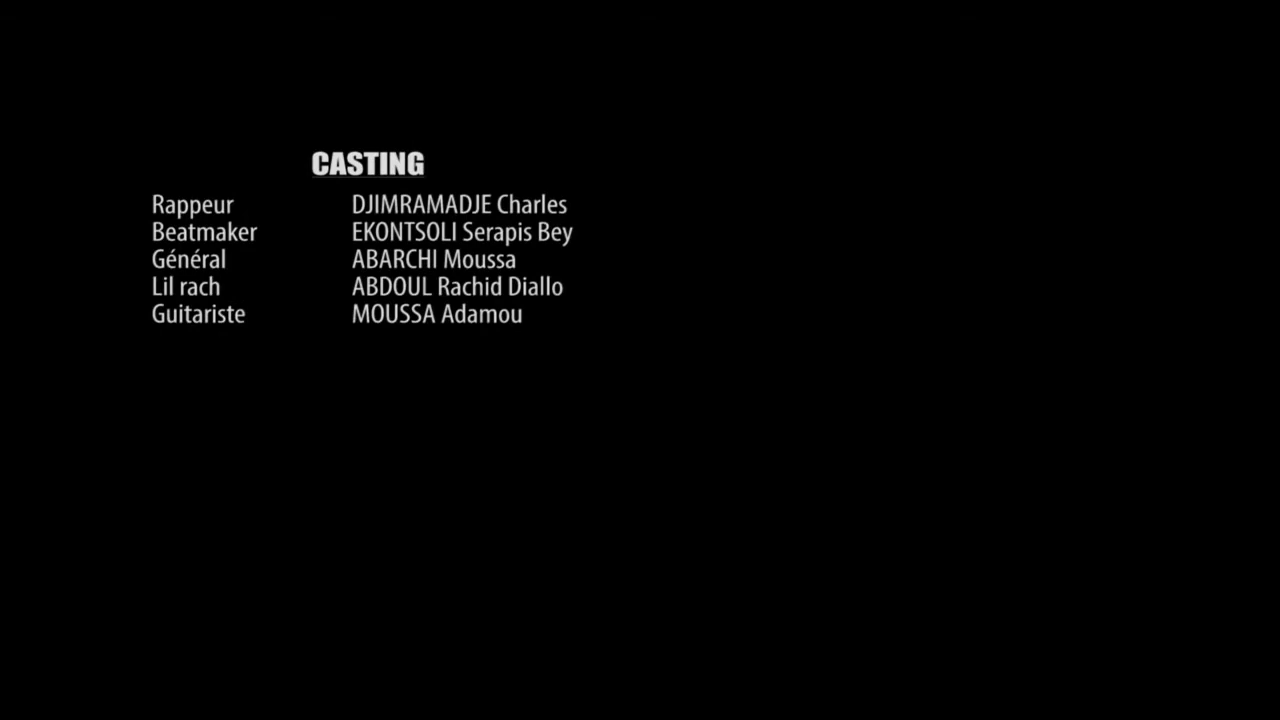 CASTING
Rappeur DJIMRAMADJE Charles
Beatmaker EKONTSOLI Serapis Bey
Général ABARCHI Moussa
Lil rach ABDOUL Rachid Diallo
Guitariste MOUSSA Adamou